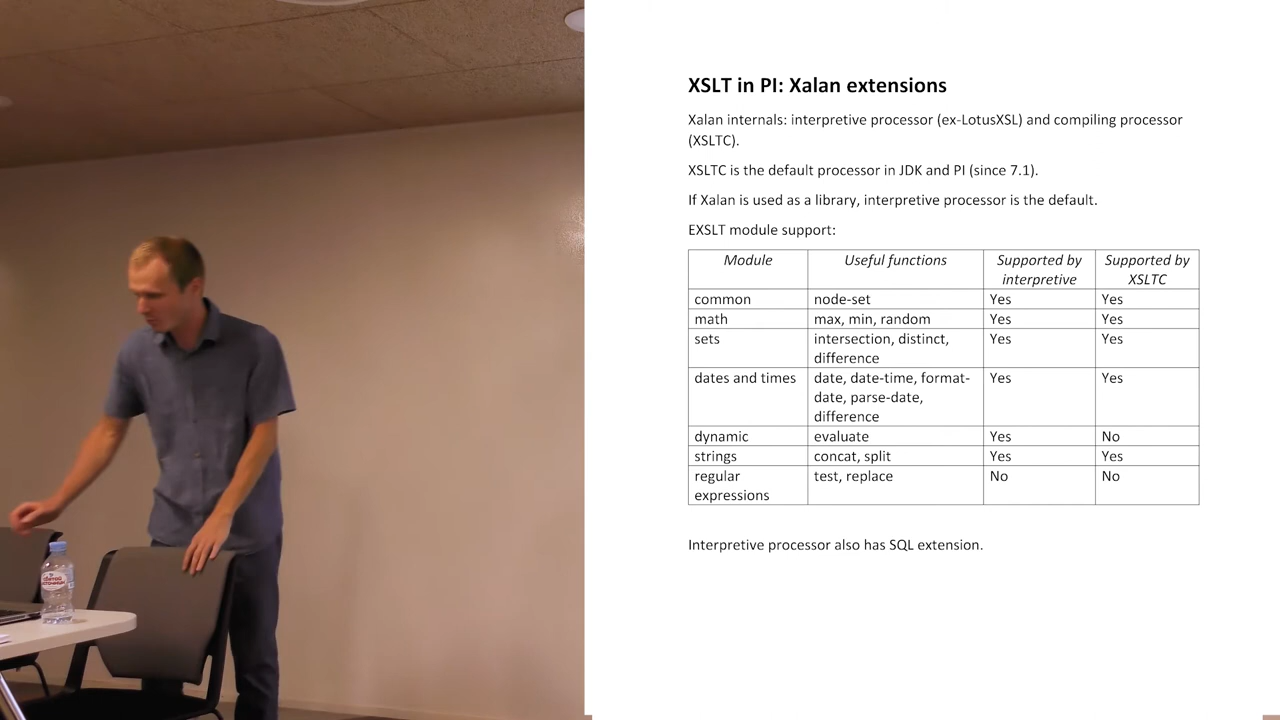 XSLT in PI: Xalan extensions
Xalan internals: interpretive processor (ex-LotusXSL) and compiling processor
(XSLTC).
XSLTC is the default processor in JDK and PI (since 7.1).
If Xalan is used as a library, interpretive processor is the default.
EXSLT module support:
Module Useful functions Supported by interpretive Supported by XSLTC
common node-set Yes Yes
math max, min, random Yes Yes
sets intersection, distinct, difference Yes Yes
dates and times date, date-time, format-date, parse-date, difference Yes Yes
dynamic evaluate Yes No
strings concat, split Yes Yes
regular expressions test, replace No No
Interpretive processor also has SQL extension.